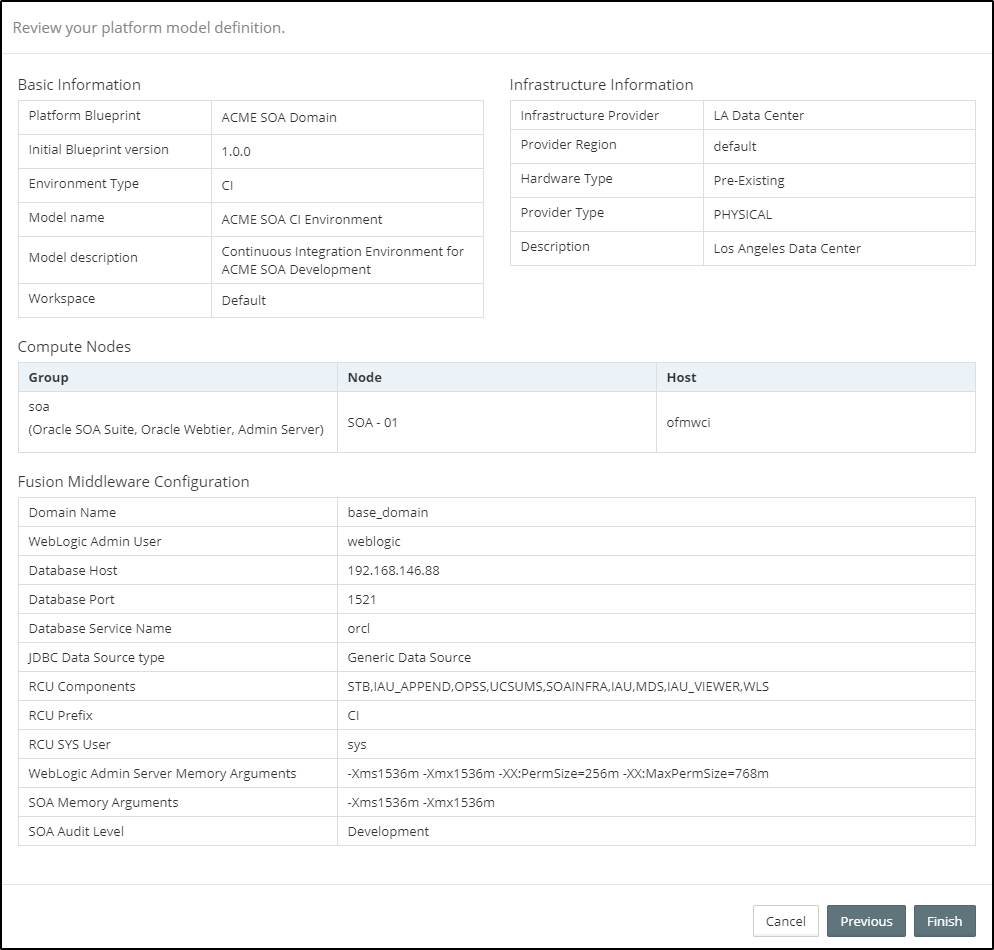 Review your platform model definition.
Basic Information
Platform Blueprint ACME SOA Domain
Initial Blueprint version 1.0.0
Environment Type CI
Model name ACME SOA CI Environment
Model description Continuous Integration Environment for
ACME SOA Development
Workspace Default
Infrastructure Information
Infrastructure Provider LA Data Center
Provider Region default
Hardware Type Pre-Existing
Provider Type PHYSICAL
Description Los Angeles Data Center
Compute Nodes
Group Node Host
soa
(Oracle SOA Suite, Oracle Webtier, Admin Server) SOA - 01 ofmwci
Fusion Middleware Configuration
Domain Name base_domain
WebLogic Admin User weblogic
Database Host 192.168.146.88
Database Port 1521
Database Service Name orcl
JDBC Data Source type Generic Data Source
RCU Components STB,IAU_APPEND,OPSS,UCSUMS,SOAINFRA,IAU,MDS,IAU_VIEWER,WLS
RCU Prefix CI
RCU SYS User sys
WebLogic Admin Server Memory Arguments -Xms1536m -Xmx1536m -XX:PermSize=256m -XX:MaxPermSize=768m
SOA Memory Arguments -Xms1536m -Xmx1536m
SOA Audit Level Development
Cancel Previous Finish